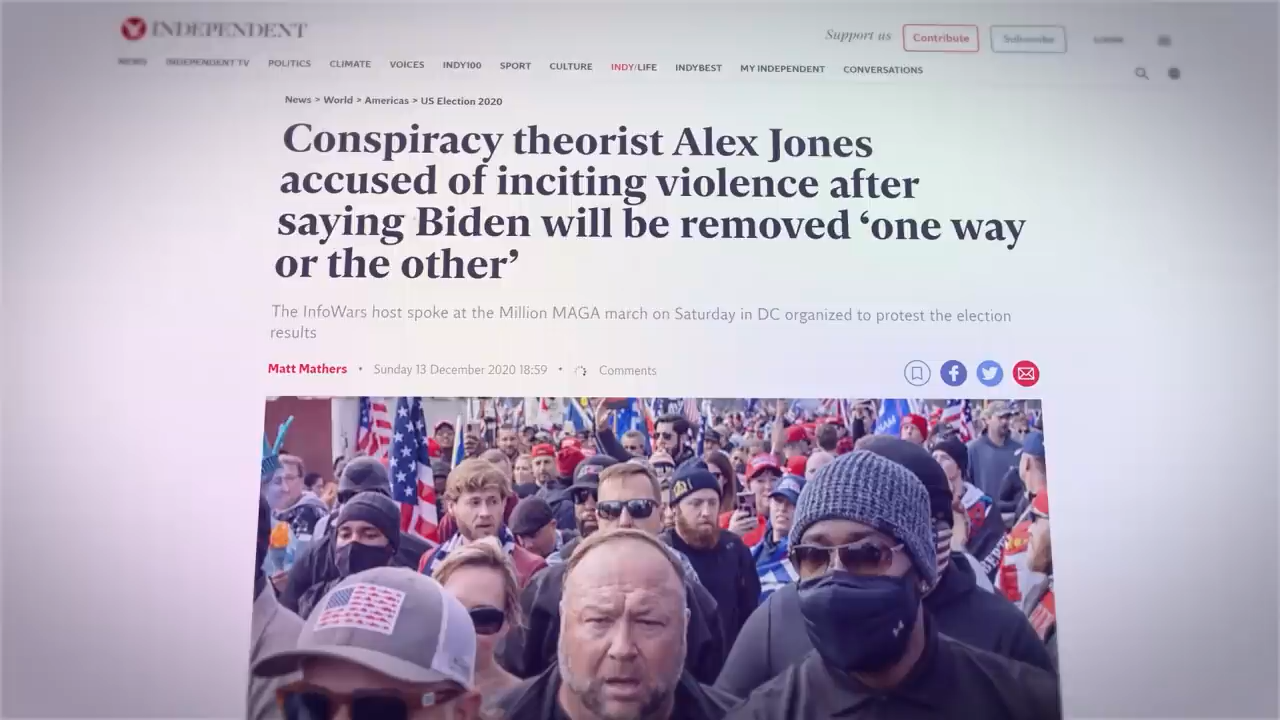 INDEPENDENT
Support us
Contribute
Subscribe
NEWS INDEPENDENT TV POLITICS CLIMATE VOICES INDY100 SPORT CULTURE INDY/LIFE INDYBEST MY INDEPENDENT CONVERSATIONS
News > World > Americas > US Election 2020
Conspiracy theorist Alex Jones
accused of inciting violence after
saying Biden will be removed ‘one way
or the other’
The InfoWars host spoke at the Million MAGA march on Saturday in DC organized to protest the election
results
Matt Mathers • Sunday 13 December 2020 18:59 • Comments